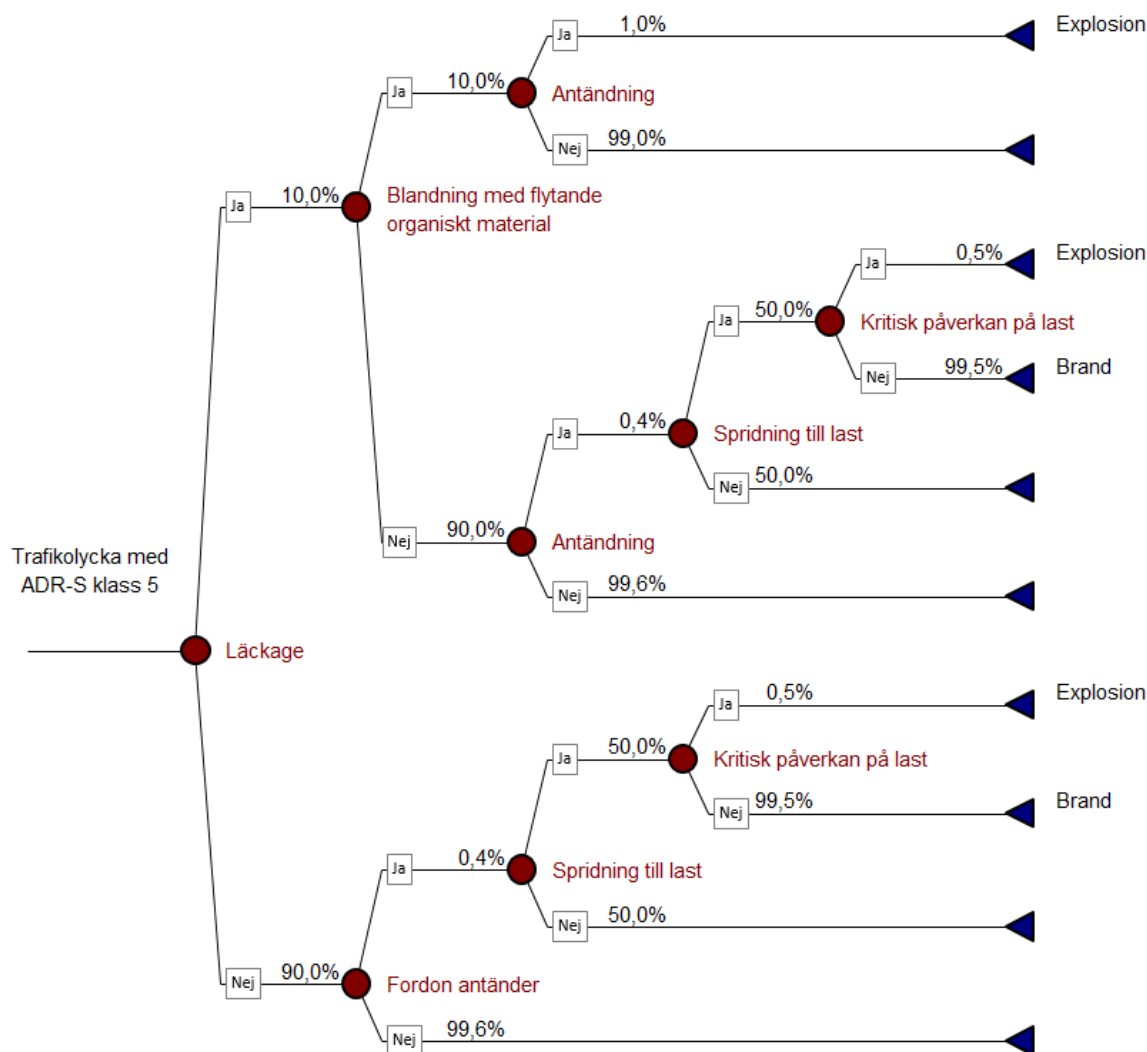 Ja
1,0%
Explosion
Ja
10,0%
Antändning
Nej
99,0%
Ja
10,0%
Blandning med flytande
organiskt material
Ja
0,5%
Explosion
Ja
50,0%
Kritisk påverkan på last
Nej
99,5%
Brand
Ja
0,4%
Spridning till last
Nej
50,0%
Nej
90,0%
Antändning
Nej
99,6%
Trafikolycka med
ADR-S klass 5
Läckage
Ja
0,5%
Explosion
Ja
50,0%
Kritisk påverkan på last
Nej
99,5%
Brand
Ja
0,4%
Spridning till last
Nej
50,0%
Nej
90,0%
Fordon antänder
Nej
99,6%